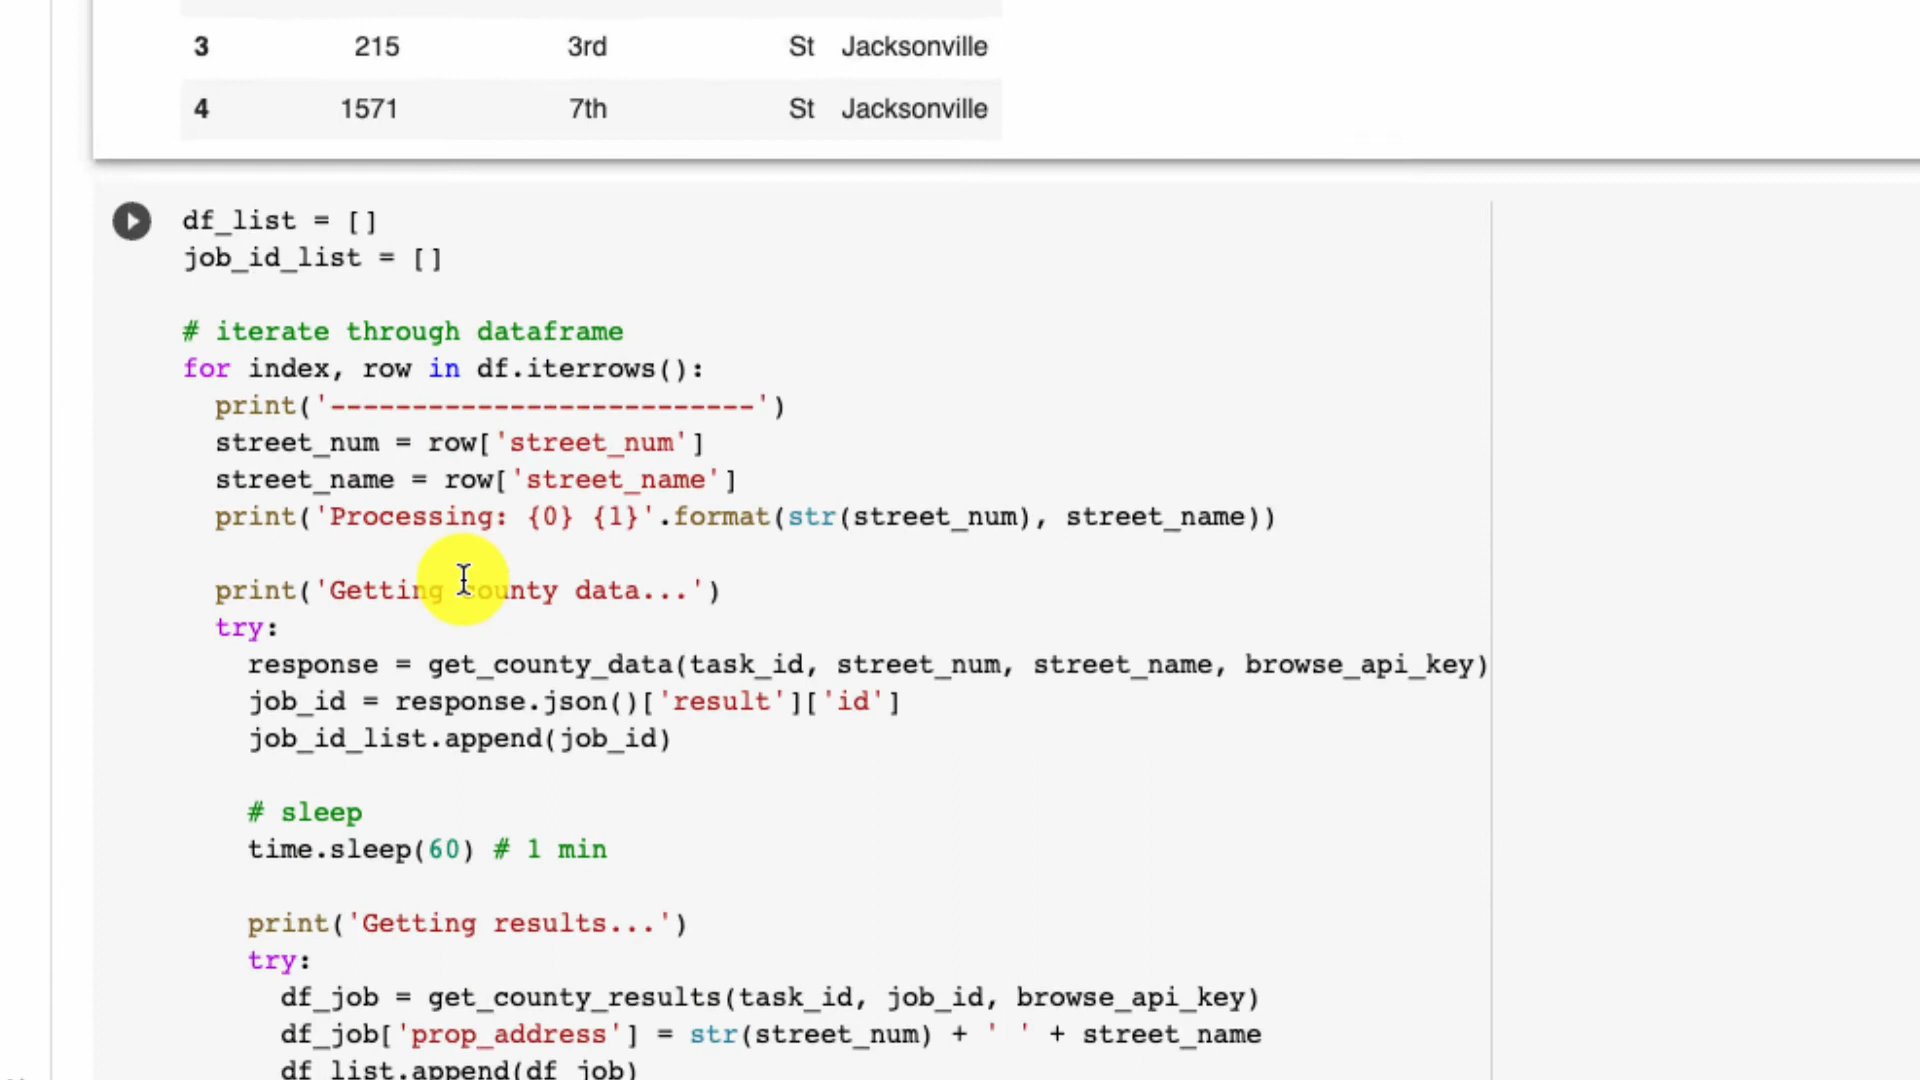 3 215 3rd St Jacksonville
4 1571 7th St Jacksonville
df_list = []
job_id_list = []
# iterate through dataframe
for index, row in df.iterrows():
print('--------------------------')
street_num = row['street_num']
street_name = row['street_name']
print('Processing: {0} {1}'.format(str(street_num), street_name))
print('Getting county data...')
try:
response = get_county_data(task_id, street_num, street_name, browse_api_key)
job_id = response.json()['result']['id']
job_id_list.append(job_id)
# sleep
time.sleep(60) # 1 min
print('Getting results...')
try:
df_job = get_county_results(task_id, job_id, browse_api_key)
df_job['prop_address'] = str(street_num) + ' ' + street_name
df_list.append(df_job)